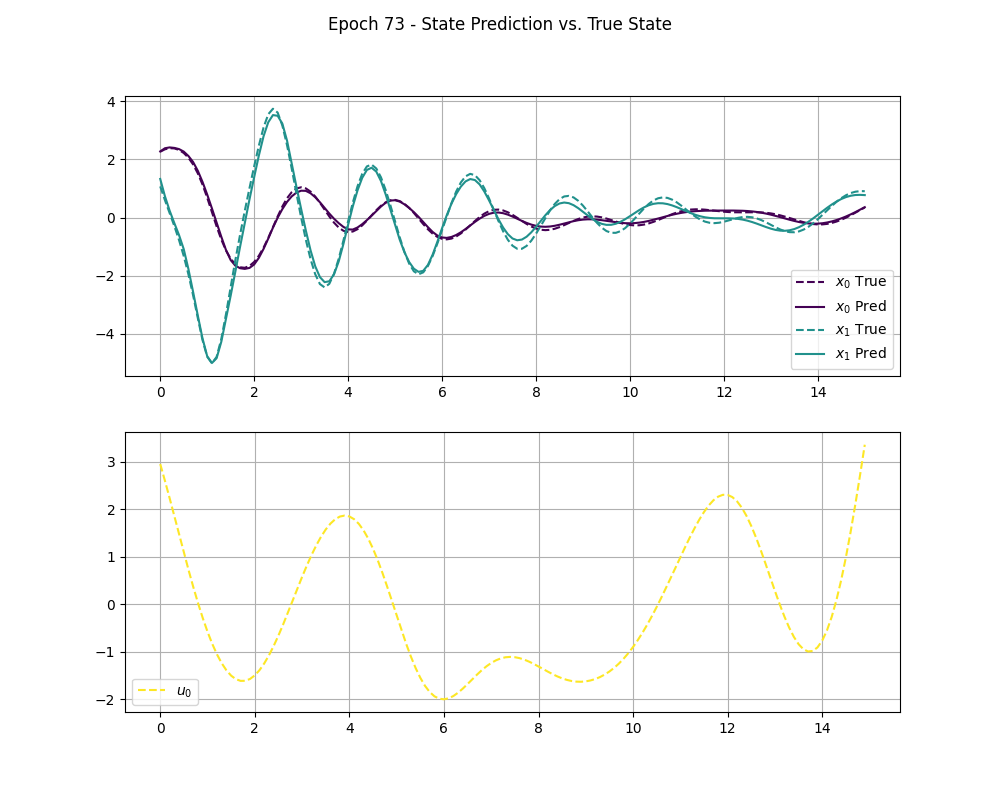 Epoch 73 - State Prediction vs. True State
4
2
0
−2
−4
x₀ True
x₀ Pred
x₁ True
x₁ Pred
0 2 4 6 8 10 12 14
3
2
1
0
−1
−2
u₀
0 2 4 6 8 10 12 14